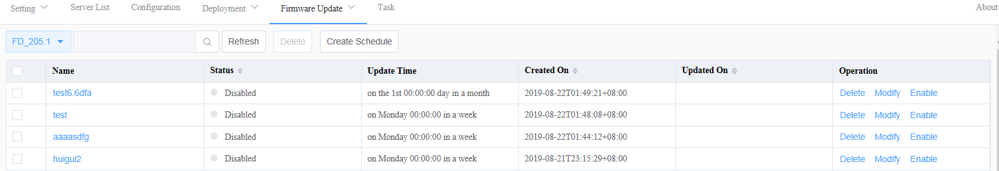 Setting Server List Configuration Deployment Firmware Update Task About
FD_205.1 Refresh Delete Create Schedule
Name Status Update Time Created On Updated On Operation
test6.6dfa Disabled on the 1st 00:00:00 day in a month 2019-08-22T01:49:21+08:00 Delete Modify Enable
test Disabled on Monday 00:00:00 in a week 2019-08-22T01:48:08+08:00 Delete Modify Enable
aaaasdfg Disabled on Monday 00:00:00 in a week 2019-08-22T01:44:12+08:00 Delete Modify Enable
huigui2 Disabled on Monday 00:00:00 in a week 2019-08-21T23:15:29+08:00 Delete Modify Enable